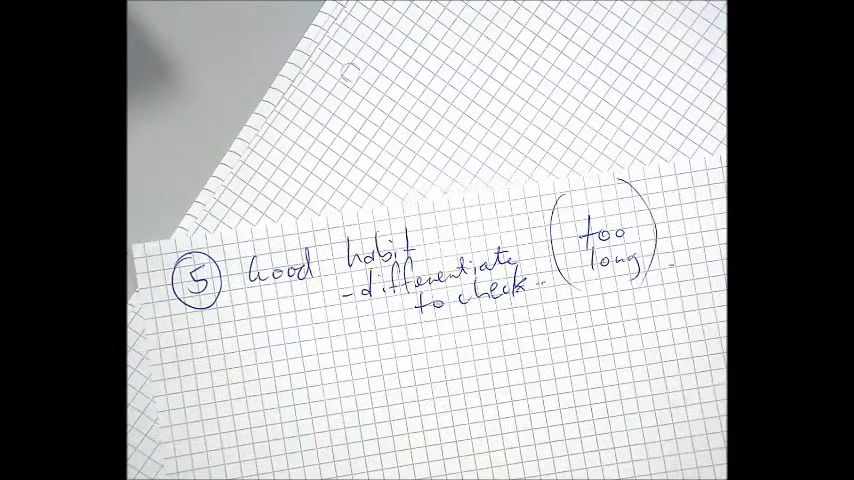 5 Good habit
- differentiate
to check ..
( too
long ) .